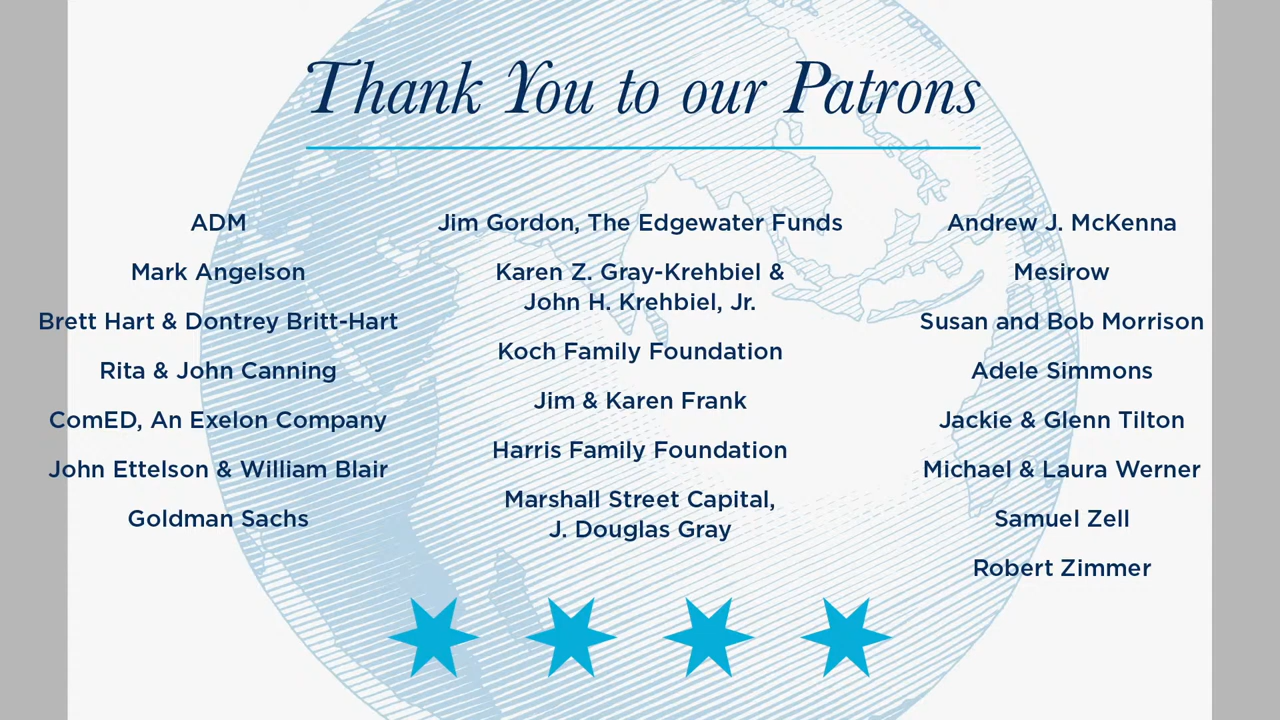 Thank You to our Patrons
ADM
Mark Angelson
Brett Hart & Dontrey Britt-Hart
Rita & John Canning
ComED, An Exelon Company
John Ettelson & William Blair
Goldman Sachs
Jim Gordon, The Edgewater Funds
Karen Z. Gray-Krehbiel &
John H. Krehbiel, Jr.
Koch Family Foundation
Jim & Karen Frank
Harris Family Foundation
Marshall Street Capital,
J. Douglas Gray
Andrew J. McKenna
Mesirow
Susan and Bob Morrison
Adele Simmons
Jackie & Glenn Tilton
Michael & Laura Werner
Samuel Zell
Robert Zimmer